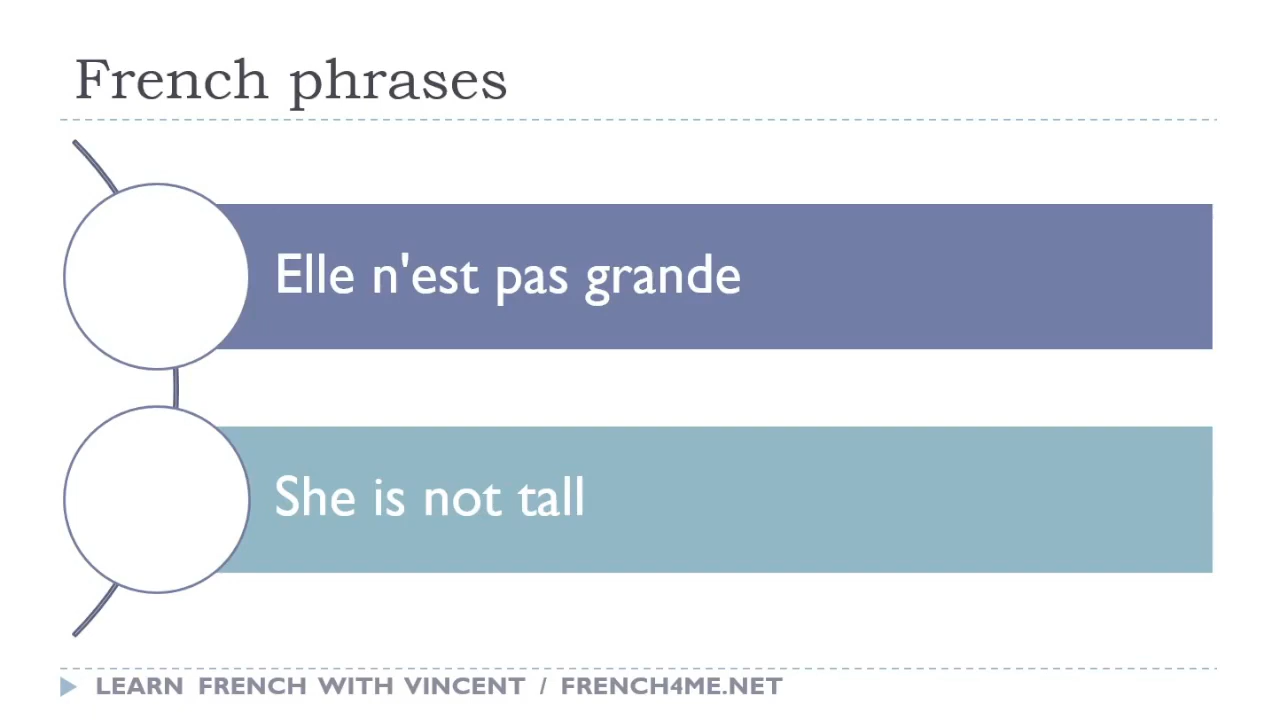 French phrases
Elle n'est pas grande
She is not tall
LEARN FRENCH WITH VINCENT / FRENCH4ME.NET